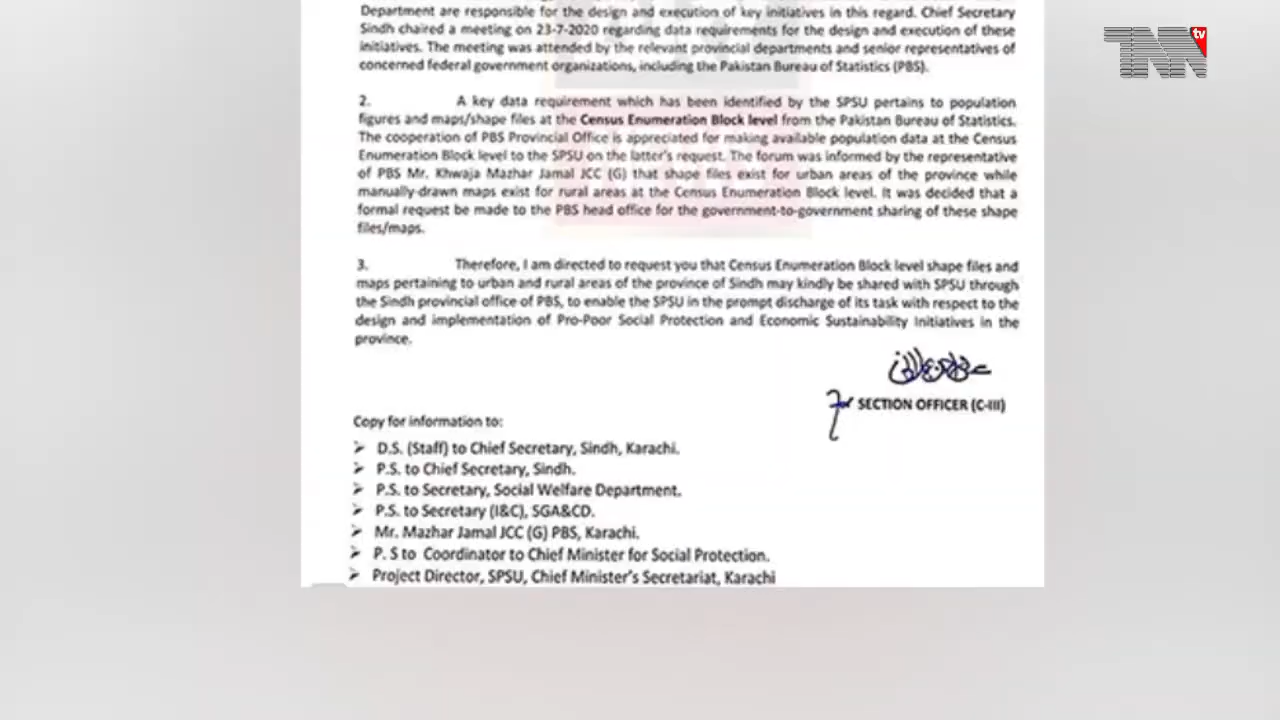 Department are responsible for the design and execution of key initiatives in this regard. Chief Secretary
Sindh chaired a meeting on 23-7-2020 regarding data requirements for the design and execution of these
initiatives. The meeting was attended by the relevant provincial departments and senior representatives of
concerned federal government organizations, including the Pakistan Bureau of Statistics (PBS).
2. A key data requirement which has been identified by the SPSU pertains to population
figures and maps/shape files at the Census Enumeration Block level from the Pakistan Bureau of Statistics.
The cooperation of PBS Provincial Office is appreciated for making available population data at the Census
Enumeration Block level to the SPSU on the latter's request. The forum was informed by the representative
of PBS Mr. Khwaja Mazhar Jamal JCC (G) that shape files exist for urban areas of the province while
manually-drawn maps exist for rural areas at the Census Enumeration Block level. It was decided that a
formal request be made to the PBS head office for the government-to-government sharing of these shape
files/maps.
3. Therefore, I am directed to request you that Census Enumeration Block level shape files and
maps pertaining to urban and rural areas of the province of Sindh may kindly be shared with SPSU through
the Sindh provincial office of PBS, to enable the SPSU in the prompt discharge of its task with respect to the
design and implementation of Pro-Poor Social Protection and Economic Sustainability Initiatives in the
province.
For SECTION OFFICER (C-III)
Copy for information to:
➢ D.S. (Staff) to Chief Secretary, Sindh, Karachi.
➢ P.S. to Chief Secretary, Sindh.
➢ P.S. to Secretary, Social Welfare Department.
➢ P.S. to Secretary (I&C), SGA&CD.
➢ Mr. Mazhar Jamal JCC (G) PBS, Karachi.
➢ P. S to Coordinator to Chief Minister for Social Protection.
➢ Project Director, SPSU, Chief Minister's Secretariat, Karachi
TNN tv